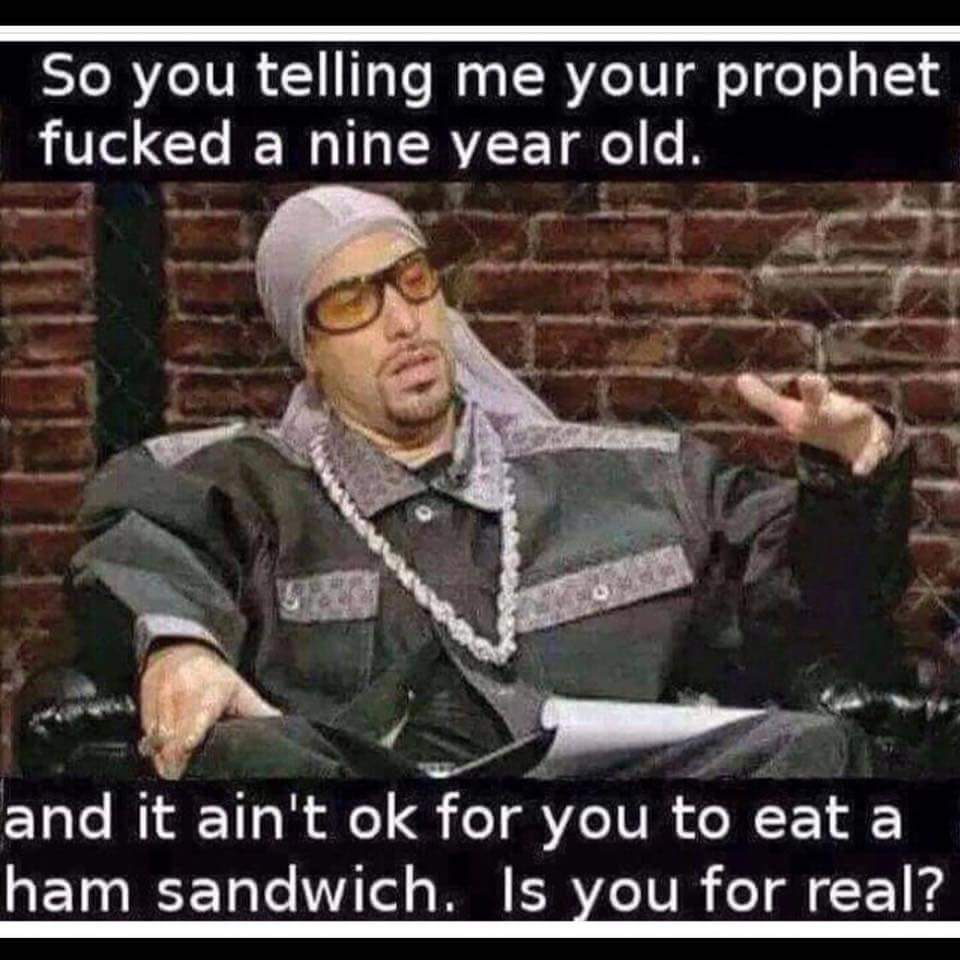 So you telling me your prophet
fucked a nine year old.
and it ain't ok for you to eat a
ham sandwich. Is you for real?